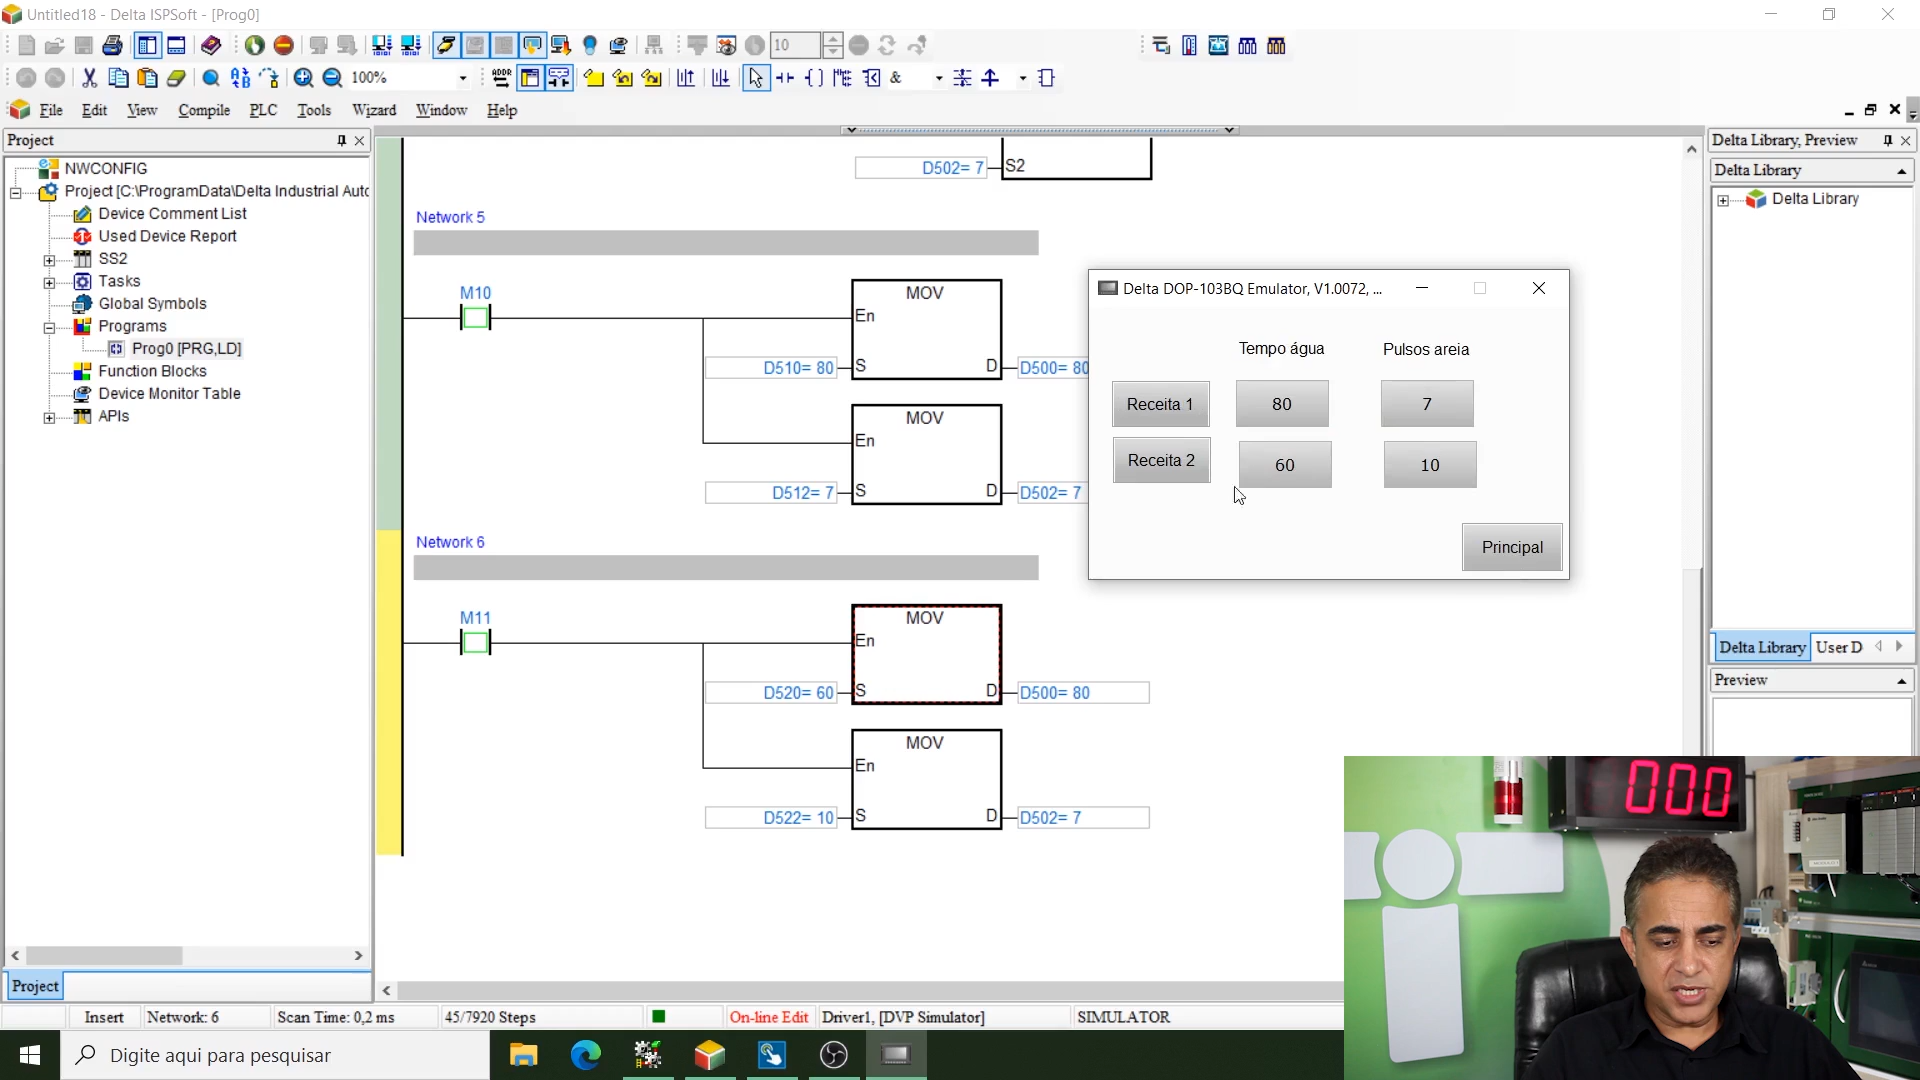 Untitled18 - Delta ISPSoft - [Prog0]
10
100%
ADDR
&
File Edit View Compile PLC Tools Wizard Window Help
Project
NWCONFIG
Project [C:\ProgramData\Delta Industrial Auto
Device Comment List
Used Device Report
SS2
Tasks
Global Symbols
Programs
Prog0 [PRG,LD]
Function Blocks
Device Monitor Table
APIs
Project
D502= 7
S2
Network 5
M10
MOV
En
D510= 80
S
D
D500= 80
MOV
En
D512= 7
S
D
D502= 7
Network 6
M11
MOV
En
D520= 60
S
D
D500= 80
MOV
En
D522= 10
S
D
D502= 7
Delta DOP-103BQ Emulator, V1.0072, ...
Tempo água
Pulsos areia
Receita 1
80
7
Receita 2
60
10
Principal
Delta Library, Preview
Delta Library
Delta Library
Delta Library
User D
Preview
000
Insert
Network: 6
Scan Time: 0,2 ms
45/7920 Steps
On-line Edit
Driver1, [DVP Simulator]
SIMULATOR
Digite aqui para pesquisar